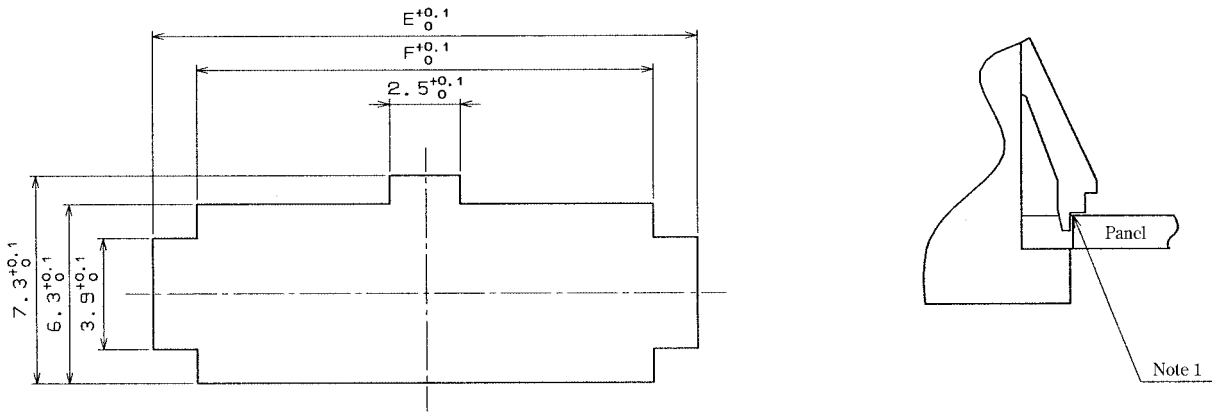 E +0.1 0
F +0.1 0
2.5 +0.1 0
7.3 +0.1 0
6.3 +0.1 0
3.9 +0.1 0
Panel
Note 1